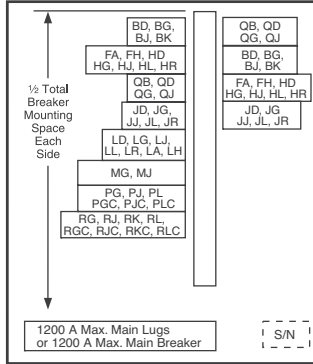 ½ Total
Breaker
Mounting
Space
Each
Side
BD, BG,
BJ, BK
FA, FH, HD
HG, HJ, HL, HR
QB, QD
QG, QJ
JD, JG,
JJ, JL, JR
LD, LG, LJ,
LL, LR, LA, LH
MG, MJ
PG, PJ, PL
PGC, PJC, PLC
RG, RJ, RK, RL,
RGC, RJC, RKC, RLC
QB, QD
QG, QJ
BD, BG,
BJ, BK
FA, FH, HD
HG, HJ, HL, HR
JD, JG
JJ, JL, JR
1200 A Max. Main Lugs
or 1200 A Main Breaker
S/N